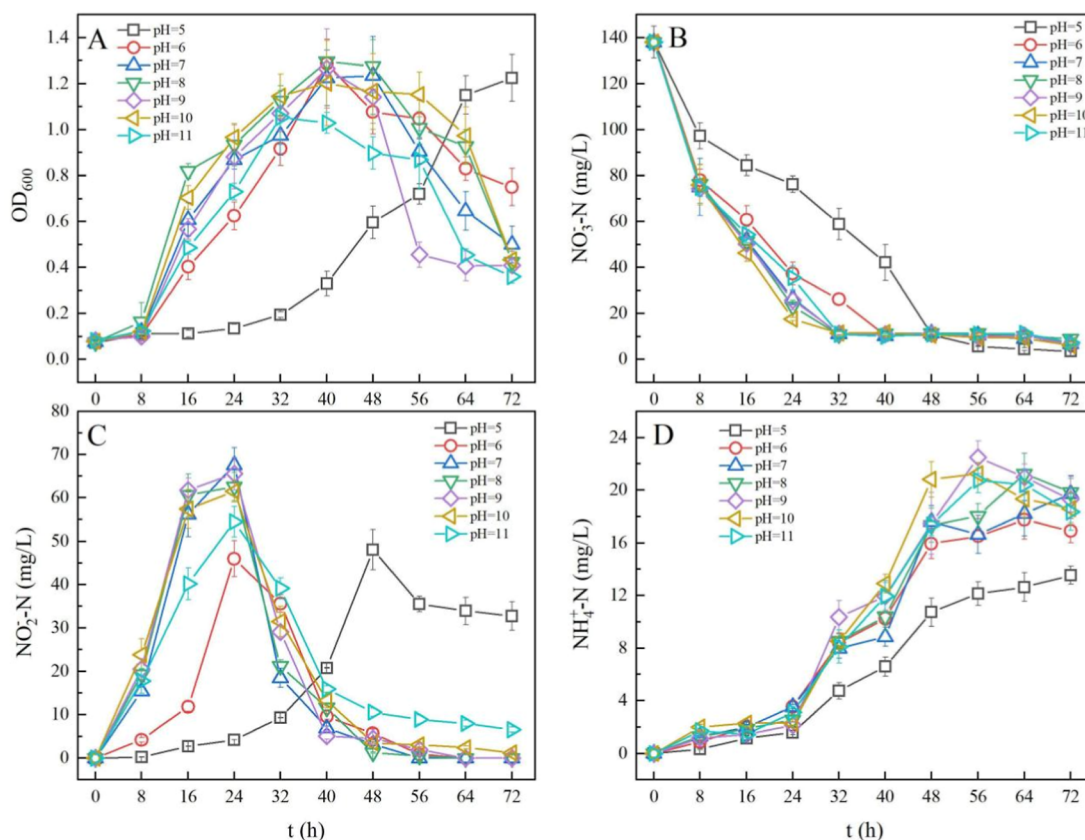 A
pH=5
pH=6
pH=7
pH=8
pH=9
pH=10
pH=11
OD600
1.4
1.2
1.0
0.8
0.6
0.4
0.2
0.0
0 8 16 24 32 40 48 56 64 72
B
pH=5
pH=6
pH=7
pH=8
pH=9
pH=10
pH=11
NO3-N (mg/L)
140
120
100
80
60
40
20
0
0 8 16 24 32 40 48 56 64 72
C
pH=5
pH=6
pH=7
pH=8
pH=9
pH=10
pH=11
NO2-N (mg/L)
80
70
60
50
40
30
20
10
0
0 8 16 24 32 40 48 56 64 72
t (h)
D
pH=5
pH=6
pH=7
pH=8
pH=9
pH=10
pH=11
NH4+-N (mg/L)
24
20
16
12
8
4
0
0 8 16 24 32 40 48 56 64 72
t (h)